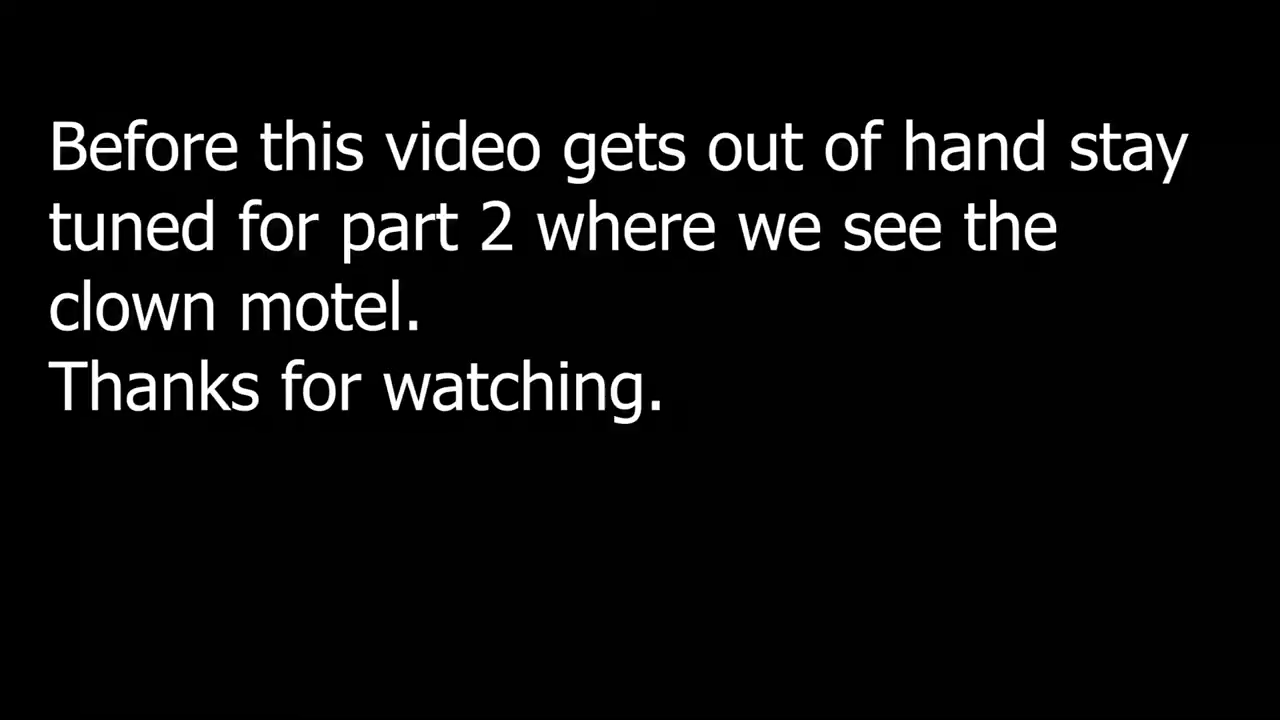 Before this video gets out of hand stay
tuned for part 2 where we see the
clown motel.
Thanks for watching.